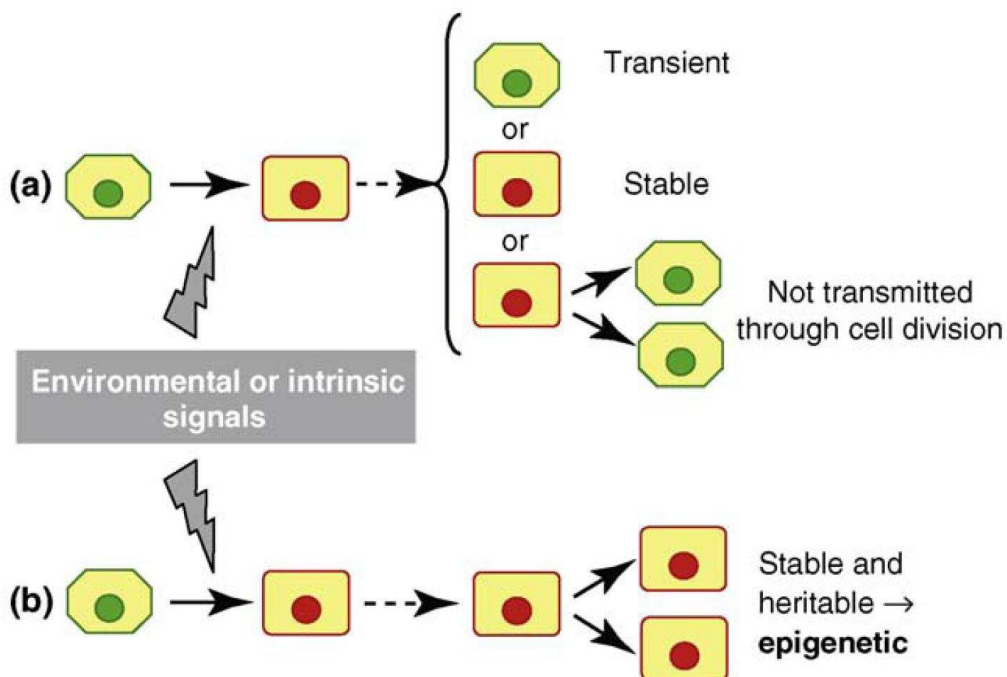 Transient
or
(a)
Stable
or
Not transmitted
through cell division
Environmental or intrinsic
signals
(b)
Stable and
heritable →
epigenetic